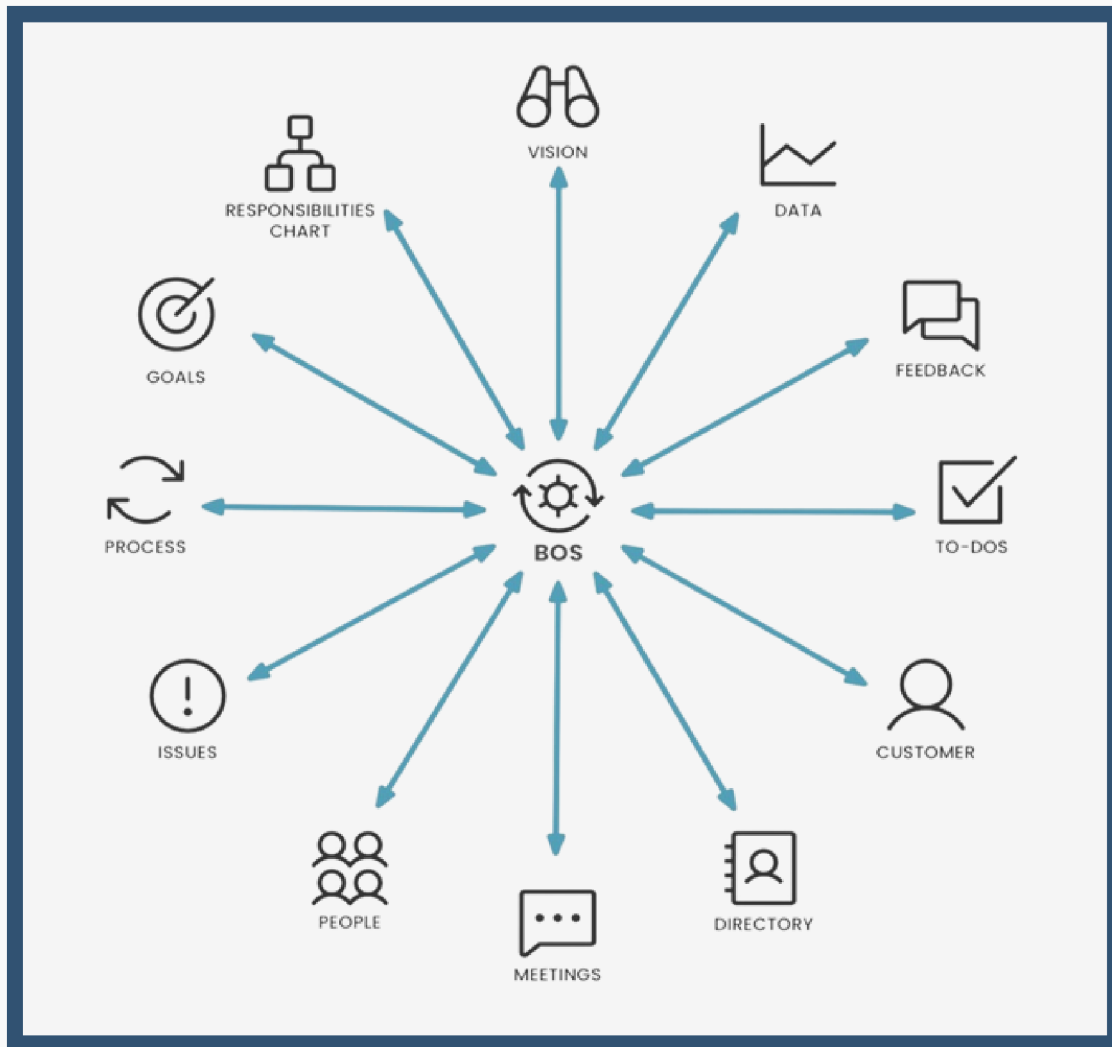 VISION
RESPONSIBILITIES
CHART
DATA
GOALS
FEEDBACK
PROCESS
BOS
TO-DOS
ISSUES
CUSTOMER
PEOPLE
DIRECTORY
MEETINGS